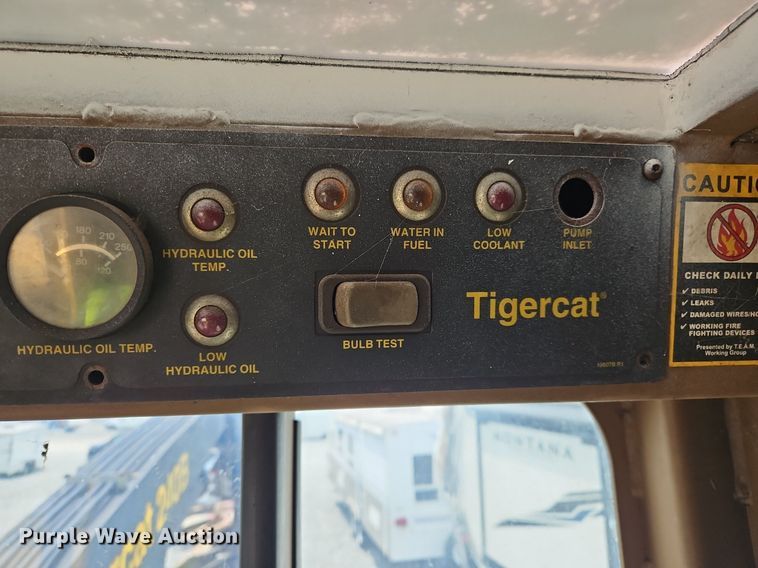 180 210
250
80
120
HYDRAULIC OIL TEMP.
HYDRAULIC OIL
TEMP.
LOW
HYDRAULIC OIL
WAIT TO
START
WATER IN
FUEL
LOW
COOLANT
PUMP
INLET
BULB TEST
Tigercat®
CAUTIO
CHECK DAILY
✓ DEBRIS
✓ LEAKS
✓ DAMAGED WIRES/HO
✓ WORKING FIRE
FIGHTING DEVICES
Presented by T.E.A.M.
Working Group
MONTANA
Purple Wave Auction